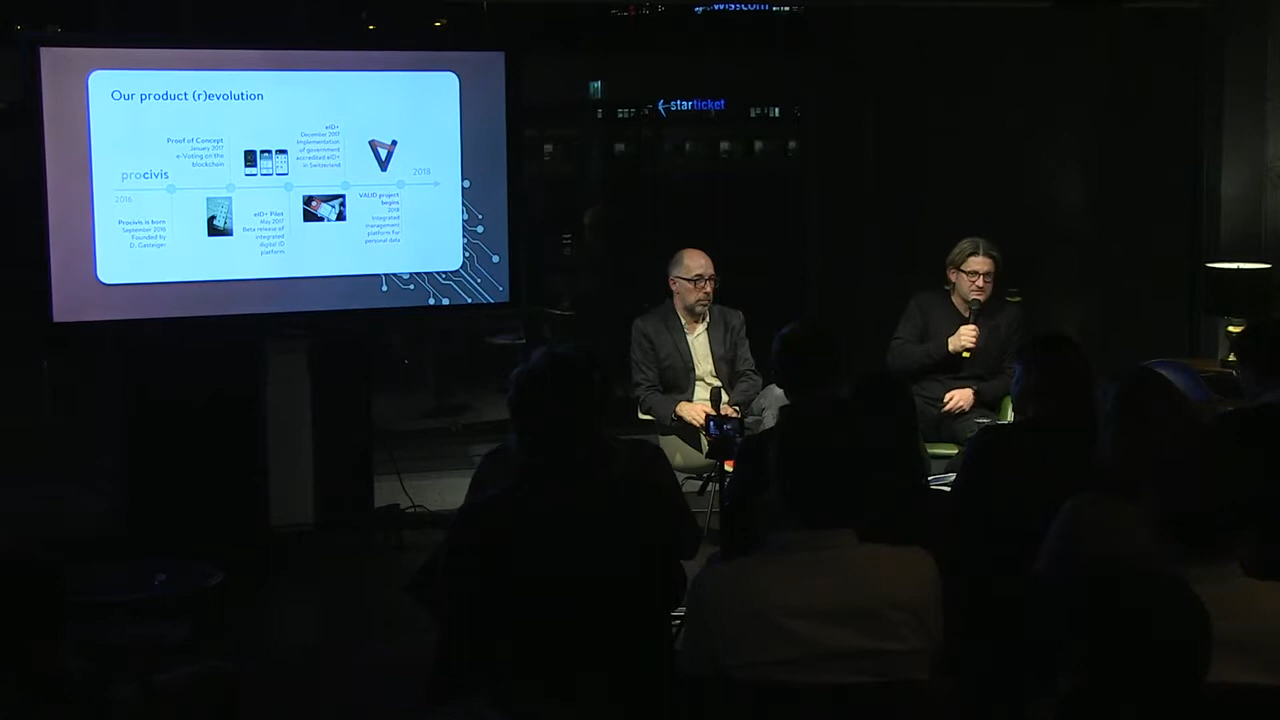 swisscom
starticket
Our product (r)evolution
Proof of Concept
January 2017
e-Voting on the
blockchain
eID+
December 2017
Implementation
of government
accredited eID+
in Switzerland
procivis
2016
2018
Procivis is born
September 2016
Founded by
D. Gasteiger
eID+ Pilot
May 2017
Beta release of
integrated
digital ID
platform
VALID project
begins
2018
Integrated
management
platform for
personal data